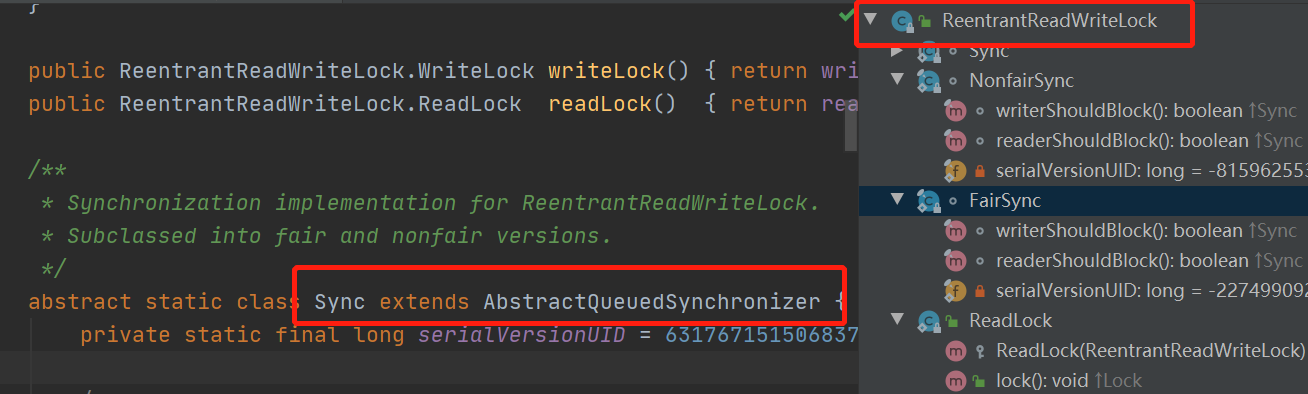 }
public ReentrantReadWriteLock.WriteLock writeLock() { return wri
public ReentrantReadWriteLock.ReadLock  readLock()  { return rea
/**
 * Synchronization implementation for ReentrantReadWriteLock.
 * Subclassed into fair and nonfair versions.
 */
abstract static class Sync extends AbstractQueuedSynchronizer {
private static final long serialVersionUID = 631767151506837
ReentrantReadWriteLock
Sync
NonfairSync
writerShouldBlock(): boolean ↑Sync
readerShouldBlock(): boolean ↑Sync
serialVersionUID: long = -815962553
FairSync
writerShouldBlock(): boolean ↑Sync
readerShouldBlock(): boolean ↑Sync
serialVersionUID: long = -227499092
ReadLock
ReadLock(ReentrantReadWriteLock)
lock(): void ↑Lock